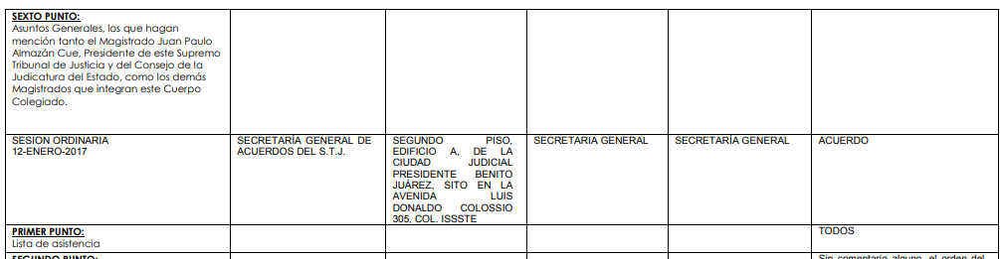 SEXTO PUNTO:
Asuntos Generales, los que hagan
mención tanto el Magistrado Juan Paulo
Almazán Cue, Presidente de este Supremo
Tribunal de Justicia y del Consejo de la
Judicatura del Estado, como los demás
Magistrados que integran este Cuerpo
Colegiado.
SESION ORDINARIA
12-ENERO-2017
SECRETARÍA GENERAL DE
ACUERDOS DEL S.T.J.
SEGUNDO PISO,
EDIFICIO A, DE LA
CIUDAD JUDICIAL
PRESIDENTE BENITO
JUÁREZ, SITO EN LA
AVENIDA LUIS
DONALDO COLOSSIO
305, COL. ISSSTE
SECRETARIA GENERAL
SECRETARÍA GENERAL
ACUERDO
PRIMER PUNTO:
Lista de asistencia
TODOS
SEGUNDO PUNTO:
Sin comentario alguno, el orden del